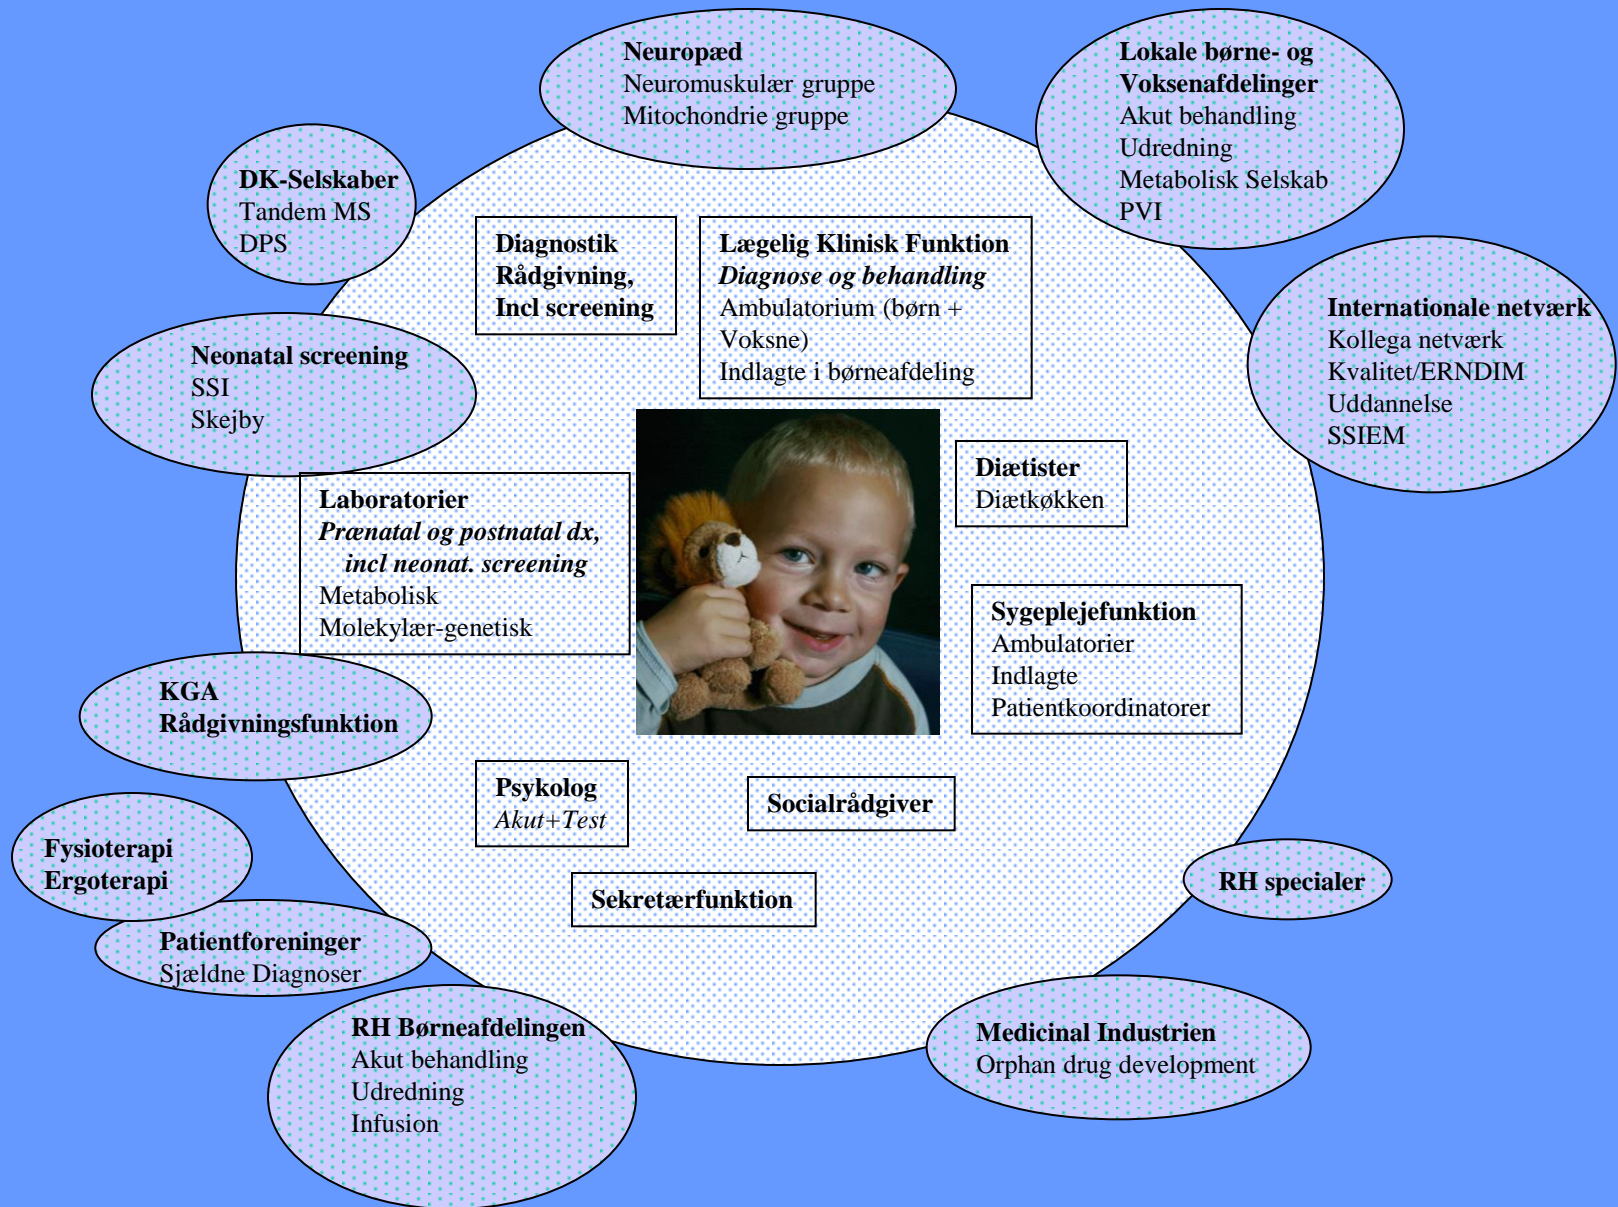 Neuropæd
Neuromuskulær gruppe
Mitochondrie gruppe
Lokale børne- og
Voksenafdelinger
Akut behandling
Udredning
Metabolisk Selskab
PVI
DK-Selskaber
Tandem MS
DPS
Diagnostik
Rådgivning,
Incl screening
Lægelig Klinisk Funktion
Diagnose og behandling
Ambulatorium (børn +
Voksne)
Indlagte i børneafdeling
Internationale netværk
Kollega netværk
Kvalitet/ERNDIM
Uddannelse
SSIEM
Neonatal screening
SSI
Skejby
Diætister
Diætkøkken
Laboratorier
Prænatal og postnatal dx,
incl neonat. screening
Metabolisk
Molekylær-genetisk
Sygeplejefunktion
Ambulatorier
Indlagte
Patientkoordinatorer
KGA
Rådgivningsfunktion
Psykolog
Akut+Test
Socialrådgiver
Fysioterapi
Ergoterapi
Sekretærfunktion
RH specialer
Patientforeninger
Sjældne Diagnoser
RH Børneafdelingen
Akut behandling
Udredning
Infusion
Medicinal Industrien
Orphan drug development